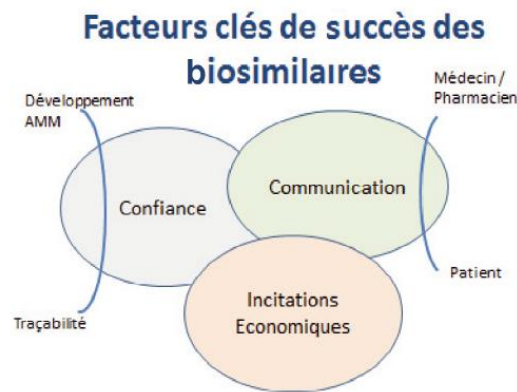 Facteurs clés de succès des
biosimilaires
Développement
AMM
Médecin /
Pharmacien
Confiance
Communication
Incitations
Economiques
Traçabilité
Patient